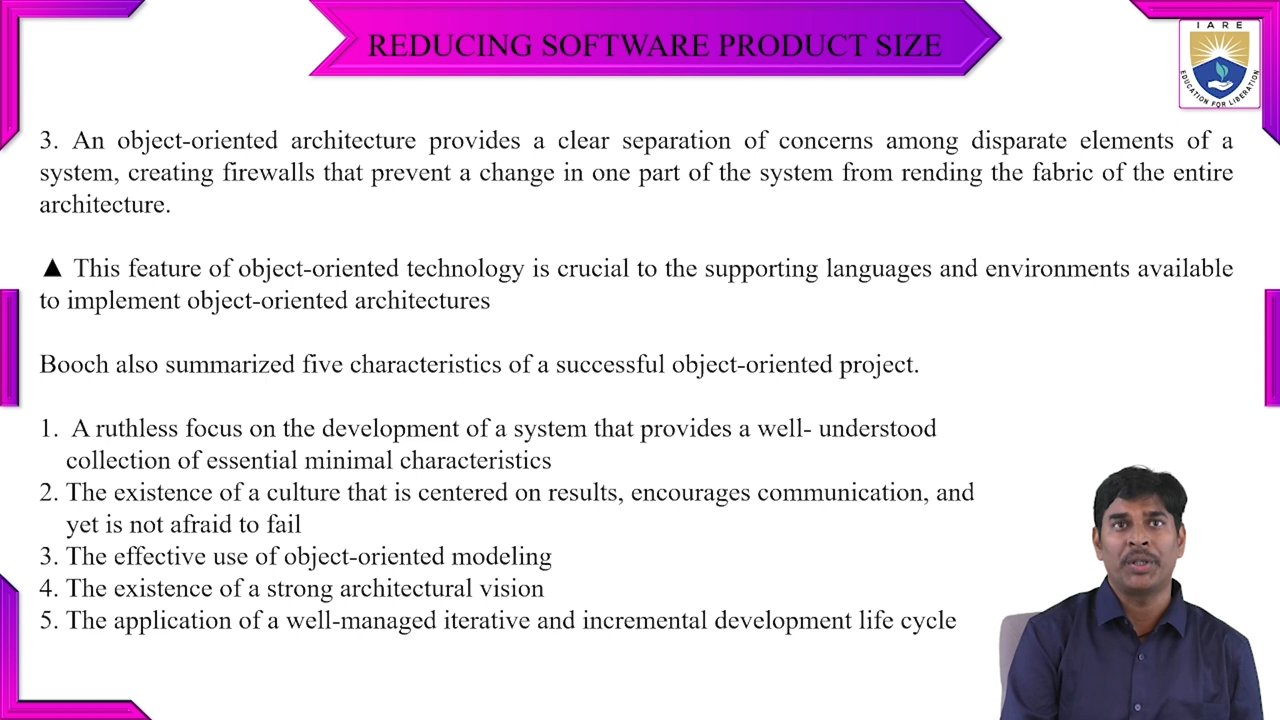 REDUCING SOFTWARE PRODUCT SIZE
IARE
EDUCATION FOR LIBERATION
3. An object-oriented architecture provides a clear separation of concerns among disparate elements of a
system, creating firewalls that prevent a change in one part of the system from rending the fabric of the entire
architecture.
▲ This feature of object-oriented technology is crucial to the supporting languages and environments available
to implement object-oriented architectures
Booch also summarized five characteristics of a successful object-oriented project.
1. A ruthless focus on the development of a system that provides a well- understood
collection of essential minimal characteristics
2. The existence of a culture that is centered on results, encourages communication, and
yet is not afraid to fail
3. The effective use of object-oriented modeling
4. The existence of a strong architectural vision
5. The application of a well-managed iterative and incremental development life cycle